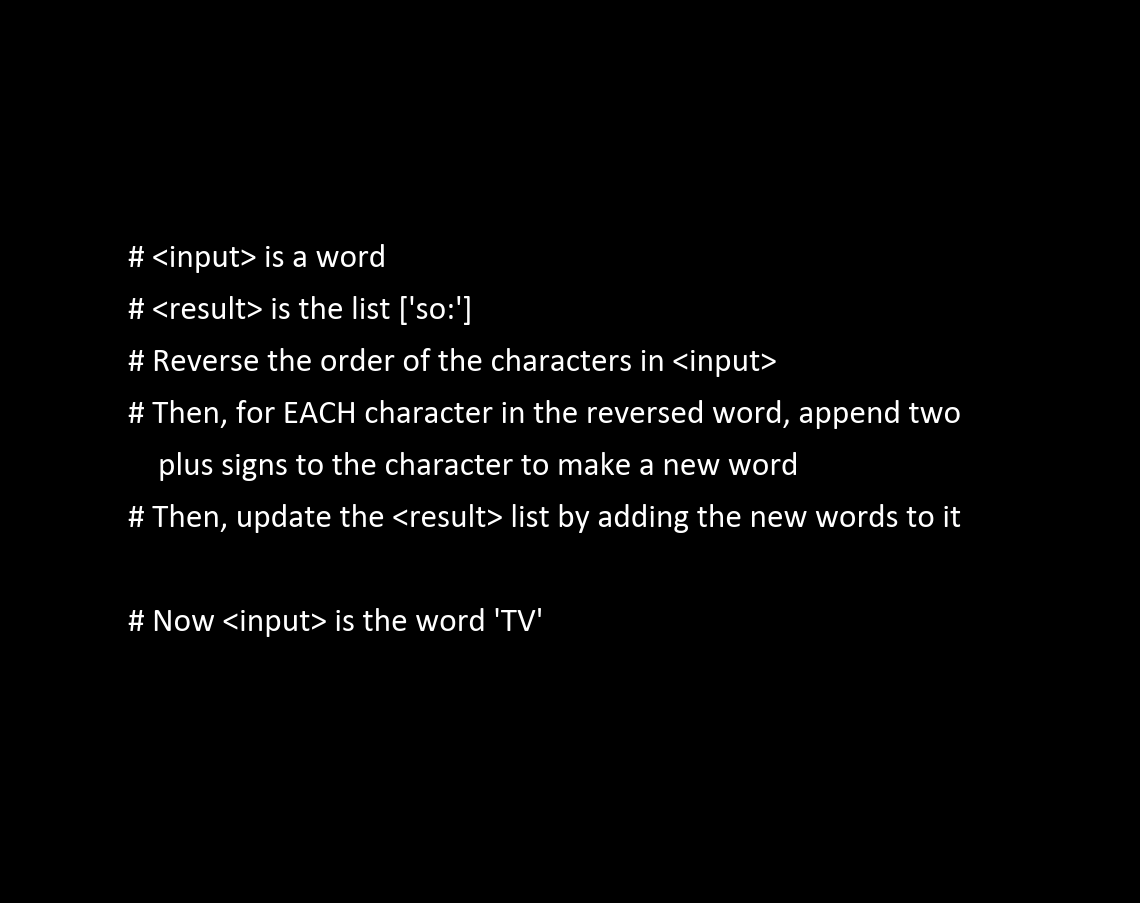 # <input> is a word
# <result> is the list ['so:']
# Reverse the order of the characters in <input>
# Then, for EACH character in the reversed word, append two
plus signs to the character to make a new word
# Then, update the <result> list by adding the new words to it
# Now <input> is the word 'TV'